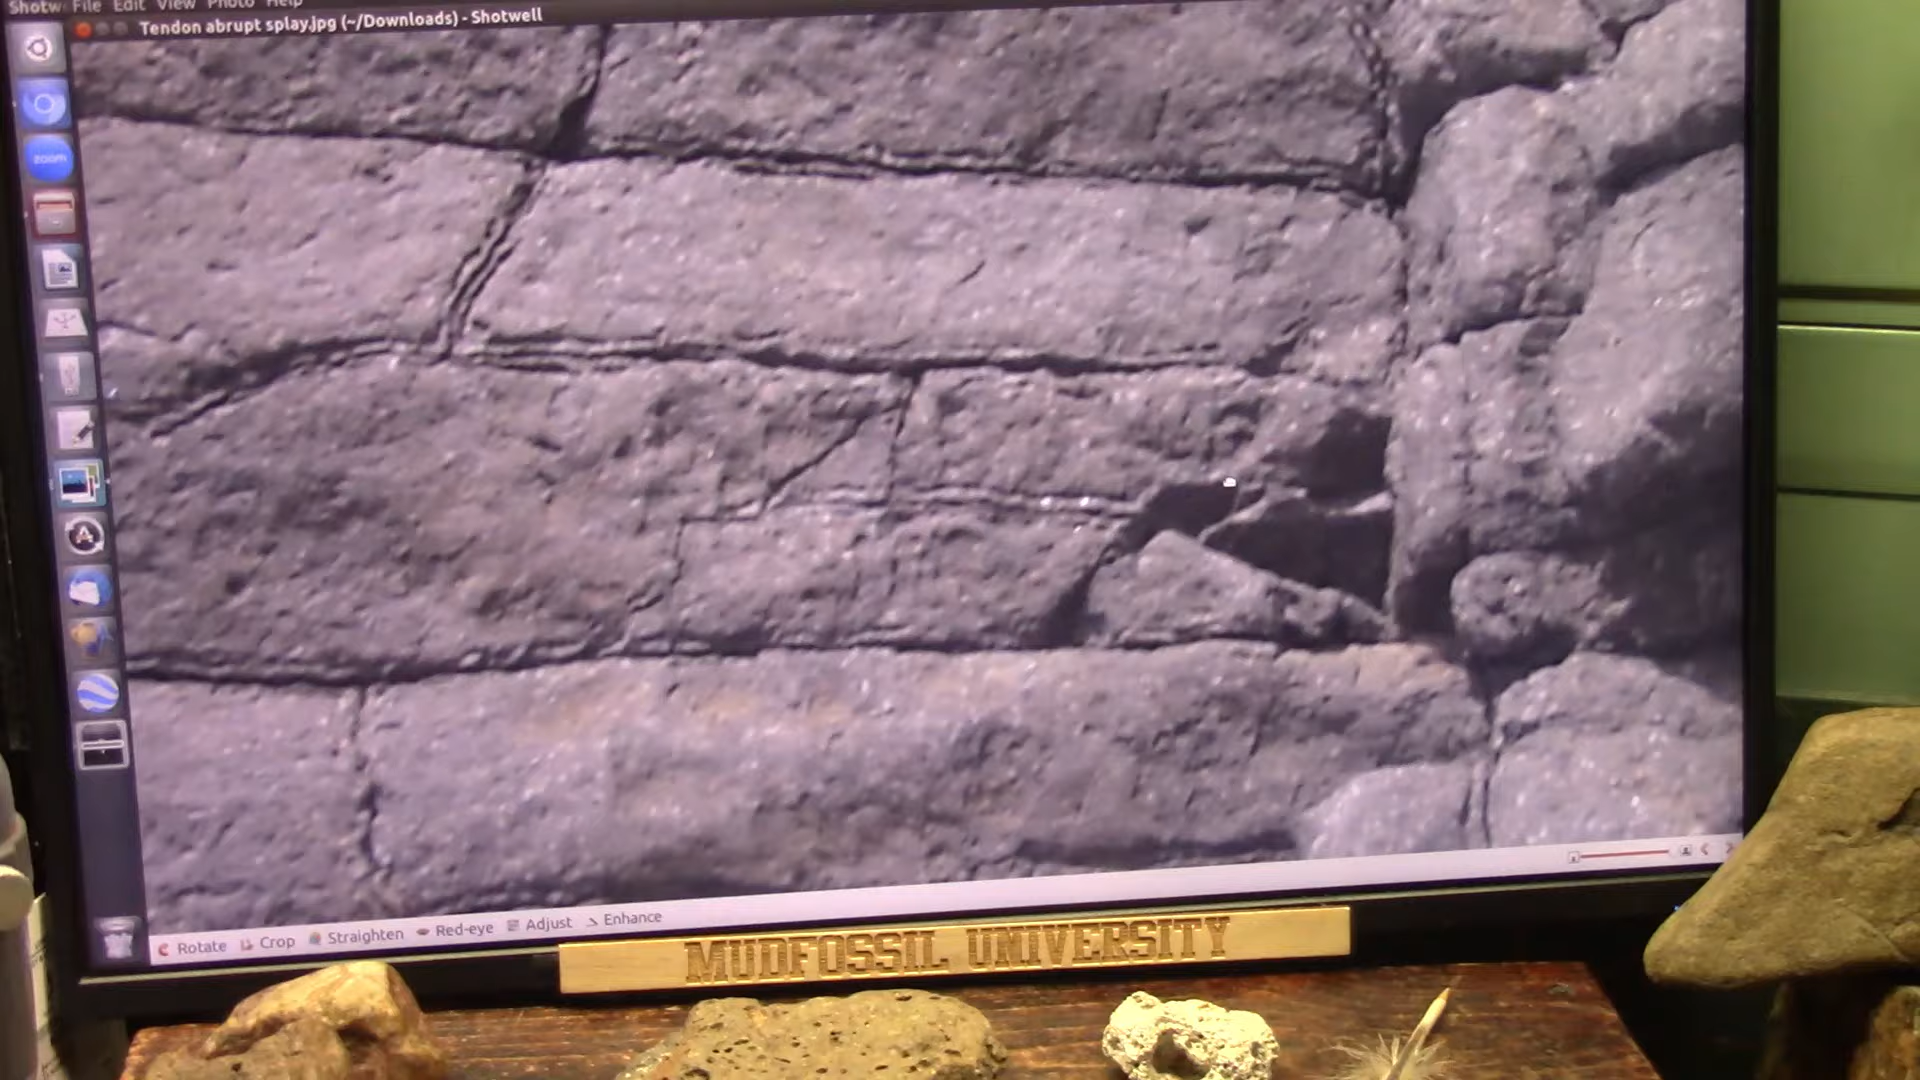 Shotw File Edit View Photo Help
Tendon abrupt splay.jpg (~/Downloads) - Shotwell
zoom
A
Rotate Crop Straighten Red-eye Adjust Enhance
MUDFOSSIL UNIVERSITY